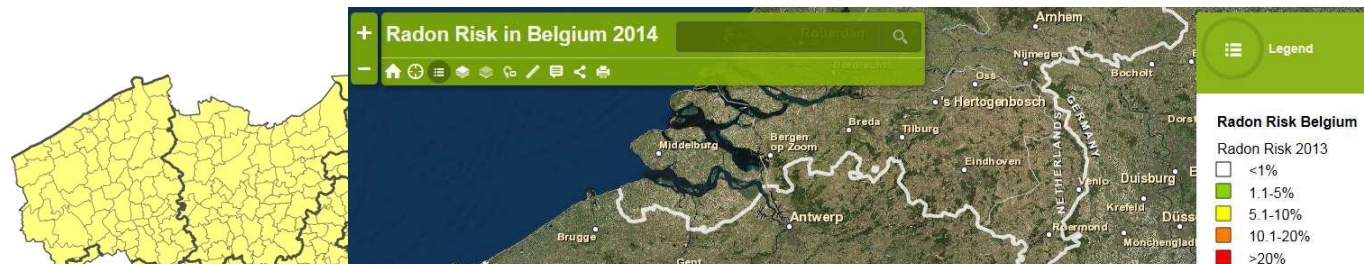 +
Radon Risk in Belgium 2014
−
Rotterdam
Arnhem
Nijmegen
Oss
Bocholt
's Hertogenbosch
Breda
Tilburg
Bergen
op Zoom
Middelburg
Eindhoven
NETHERLANDS
GERMANY
Venlo
Duisburg
Krefeld
Antwerp
Brugge
Gent
Roermond
Legend
Radon Risk Belgium
Radon Risk 2013
<1%
1.1-5%
5.1-10%
10.1-20%
>20%